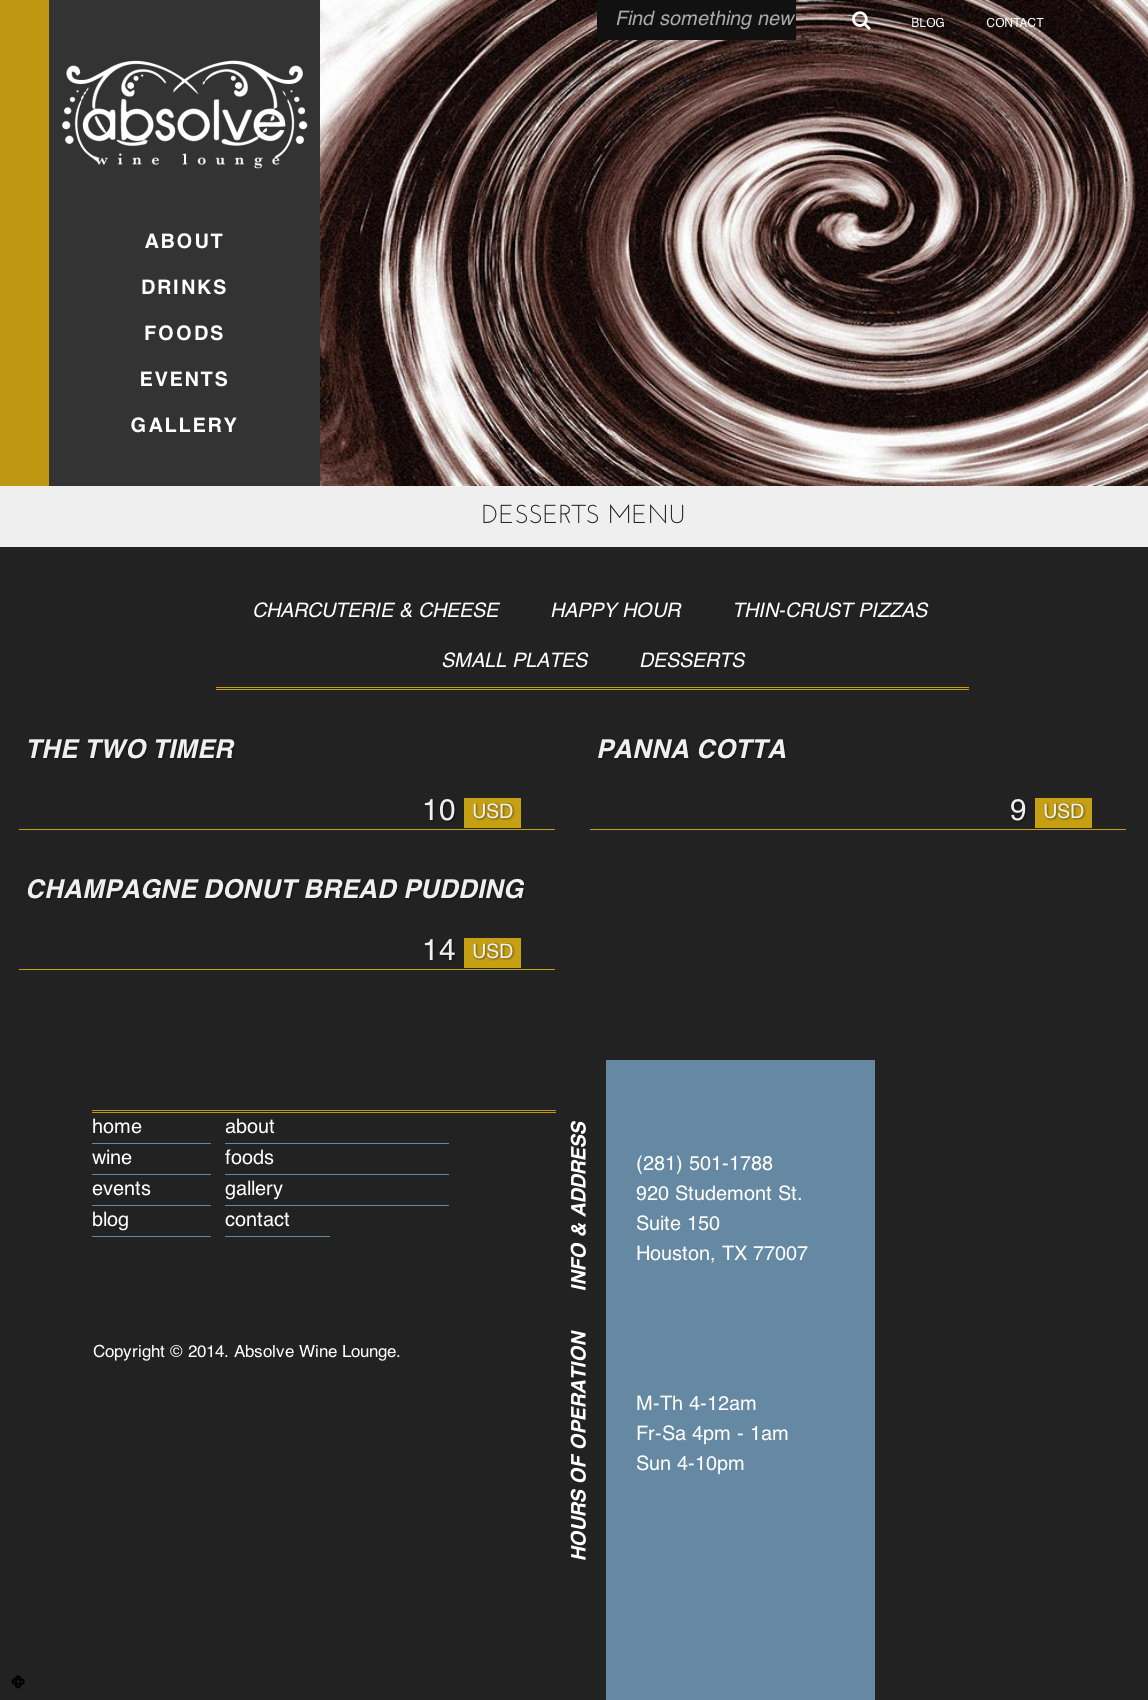 Find something new
BLOG CONTACT
absolve
wine lounge
ABOUT
DRINKS
FOODS
EVENTS
GALLERY
DESSERTS MENU
CHARCUTERIE & CHEESE HAPPY HOUR THIN-CRUST PIZZAS
SMALL PLATES DESSERTS
THE TWO TIMER
10 USD
PANNA COTTA
9 USD
CHAMPAGNE DONUT BREAD PUDDING
14 USD
home about
wine foods
events gallery
blog contact
Copyright © 2014. Absolve Wine Lounge.
INFO & ADDRESS
(281) 501-1788
920 Studemont St.
Suite 150
Houston, TX 77007
HOURS OF OPERATION
M-Th 4-12am
Fr-Sa 4pm - 1am
Sun 4-10pm